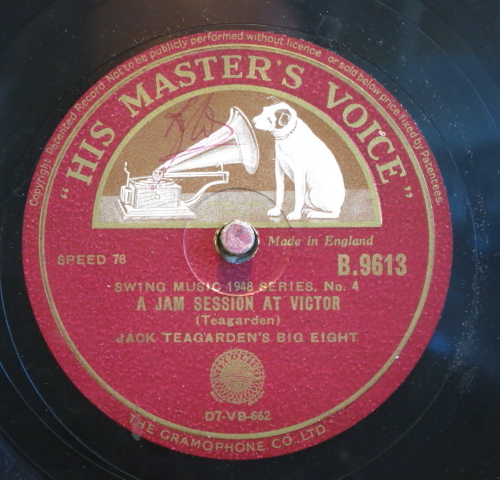 Copyright. Patented Record Not to be publicly performed without licence or sold below price fixed by Patentees.
"HIS MASTER'S VOICE"
Made in England
SPEED 78
B.9613
SWING MUSIC 1948 SERIES, No. 4
A JAM SESSION AT VICTOR
(Teagarden)
JACK TEAGARDEN'S BIG EIGHT
D7-VB-662
THE GRAMOPHONE CO. LTD